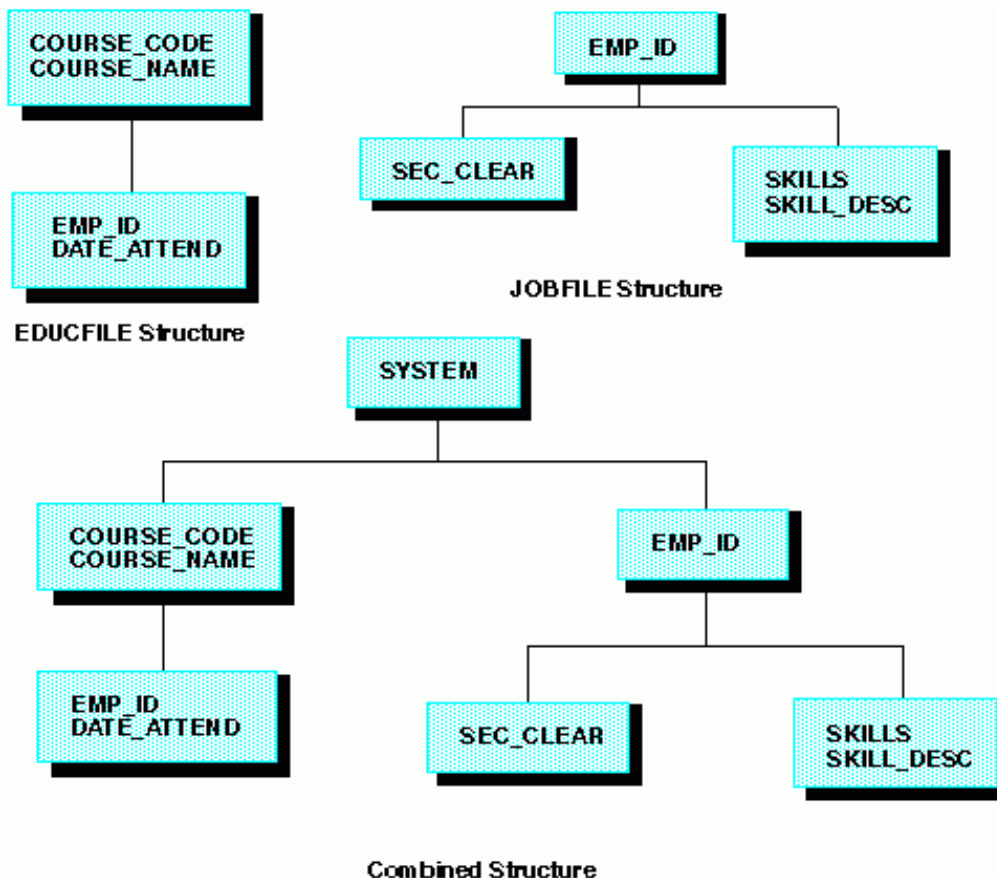 COURSE_CODE
COURSE_NAME
EMP_ID
DATE_ATTEND
EDUCFILE Structure
EMP_ID
SEC_CLEAR
SKILLS
SKILL_DESC
JOBFILE Structure
SYSTEM
COURSE_CODE
COURSE_NAME
EMP_ID
DATE_ATTEND
EMP_ID
SEC_CLEAR
SKILLS
SKILL_DESC
Combined Structure